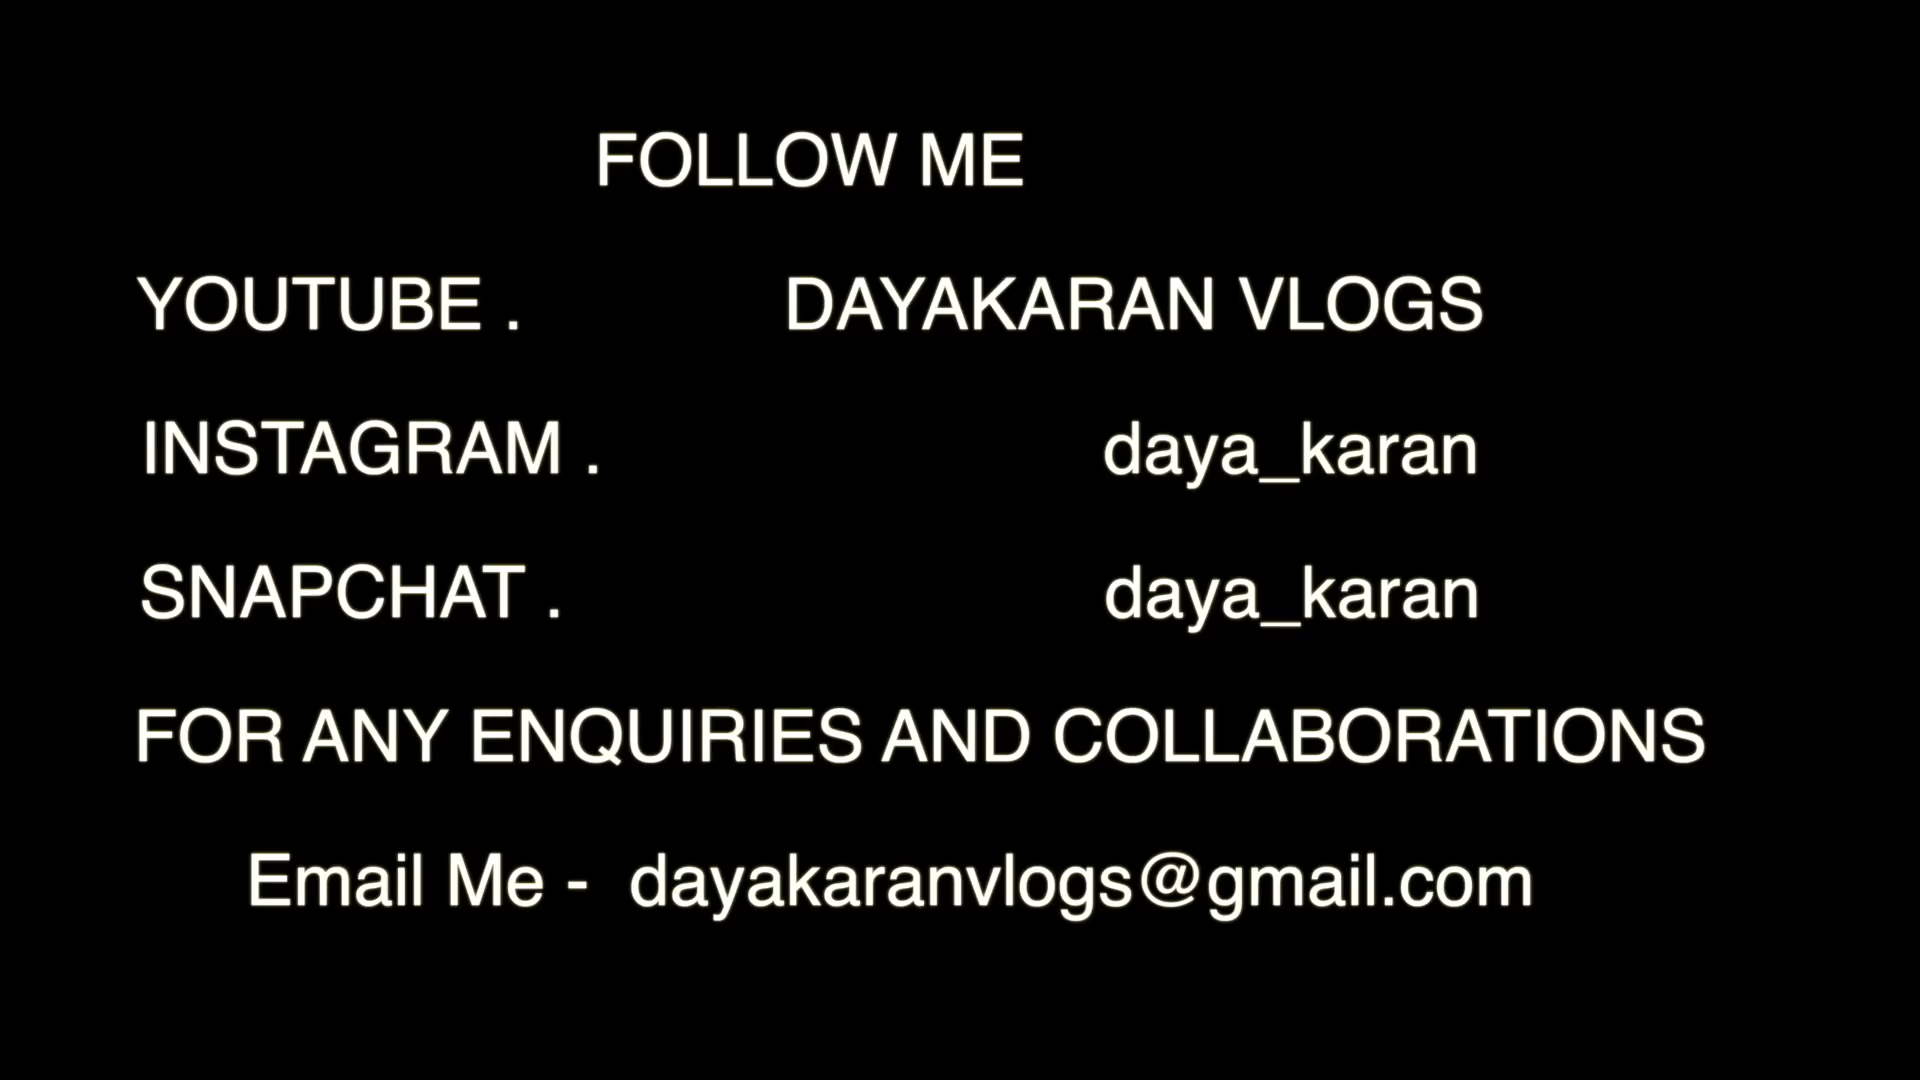 FOLLOW ME
YOUTUBE . DAYAKARAN VLOGS
INSTAGRAM . daya_karan
SNAPCHAT . daya_karan
FOR ANY ENQUIRIES AND COLLABORATIONS
Email Me - dayakaranvlogs@gmail.com